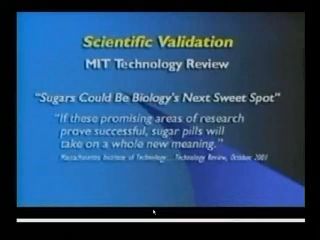 Scientific Validation
MIT Technology Review
"Sugars Could Be Biology's Next Sweet Spot"
"If these promising areas of research
prove successful, sugar pills will
take on a whole new meaning."
Massachusetts Institute of Technology... Technology Review, October 2001